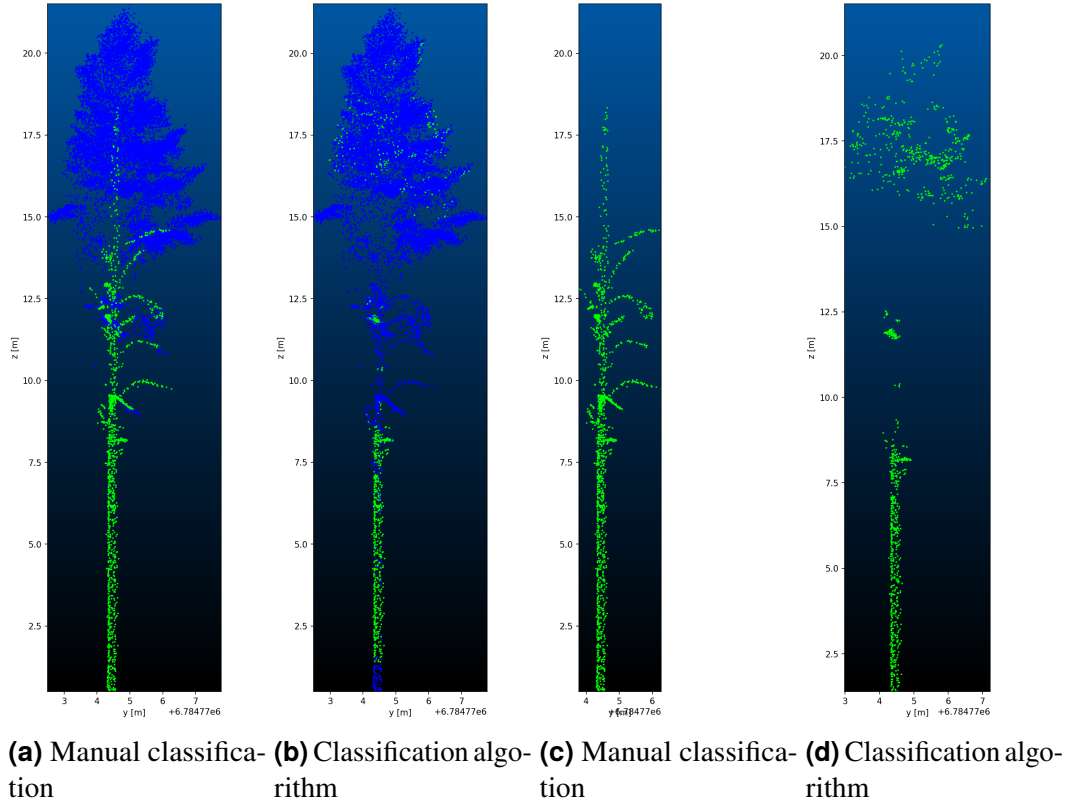 20.0
17.5
15.0
12.5
10.0
7.5
5.0
2.5
z [m]
3 4 5 6 7
y [m] +6.78477e6
20.0
17.5
15.0
12.5
10.0
7.5
5.0
2.5
z [m]
3 4 5 6 7
y [m] +6.78477e6
20.0
17.5
15.0
12.5
10.0
7.5
5.0
2.5
z [m]
4 5 6
y [m] +6.78477e6
20.0
17.5
15.0
12.5
10.0
7.5
5.0
2.5
z [m]
4 5 6 7
y [m] +6.78477e6
(a) Manual classifica-
tion
(b) Classification algo-
rithm
(c) Manual classifica-
tion
(d) Classification algo-
rithm